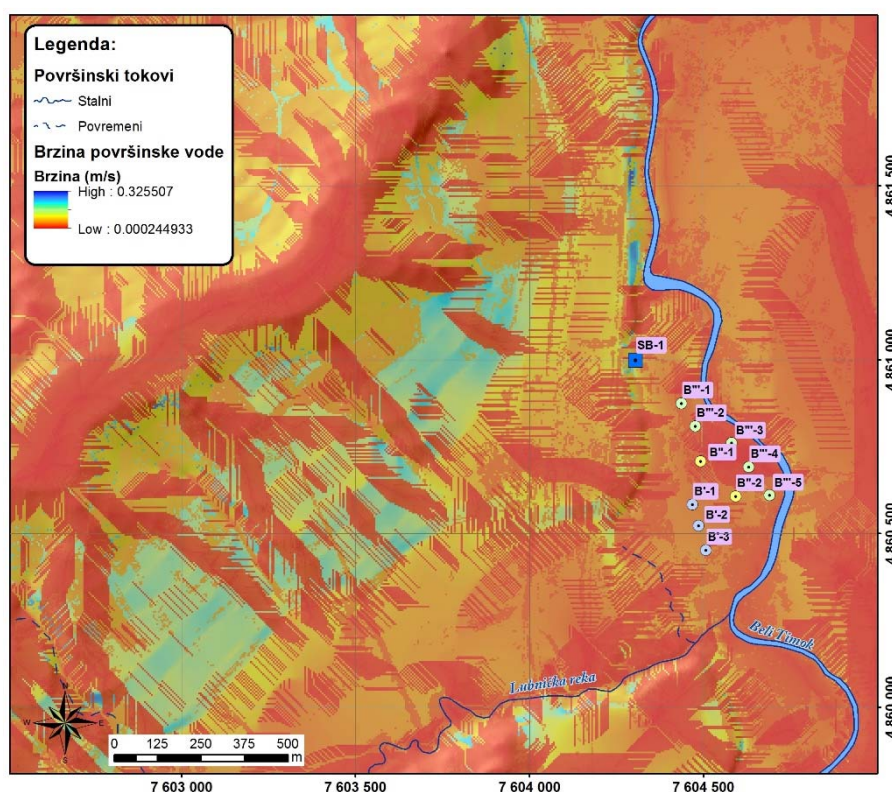 Legenda:
Površinski tokovi
Stalni
Povremeni
Brzina površinske vode
Brzina (m/s)
High : 0.325507
Low : 0.000244933
4 861 500
SB-1
4 861 000
B'''-1
B'''-2
B'''-3
B''-1
B'''-4
B''-2
B'''-5
B'-1
B'-2
4 860 500
B'-3
Beli Timok
Lubnička reka
4 860 000
N
W
E
S
0 125 250 375 500
m
7 603 000
7 603 500
7 604 000
7 604 500